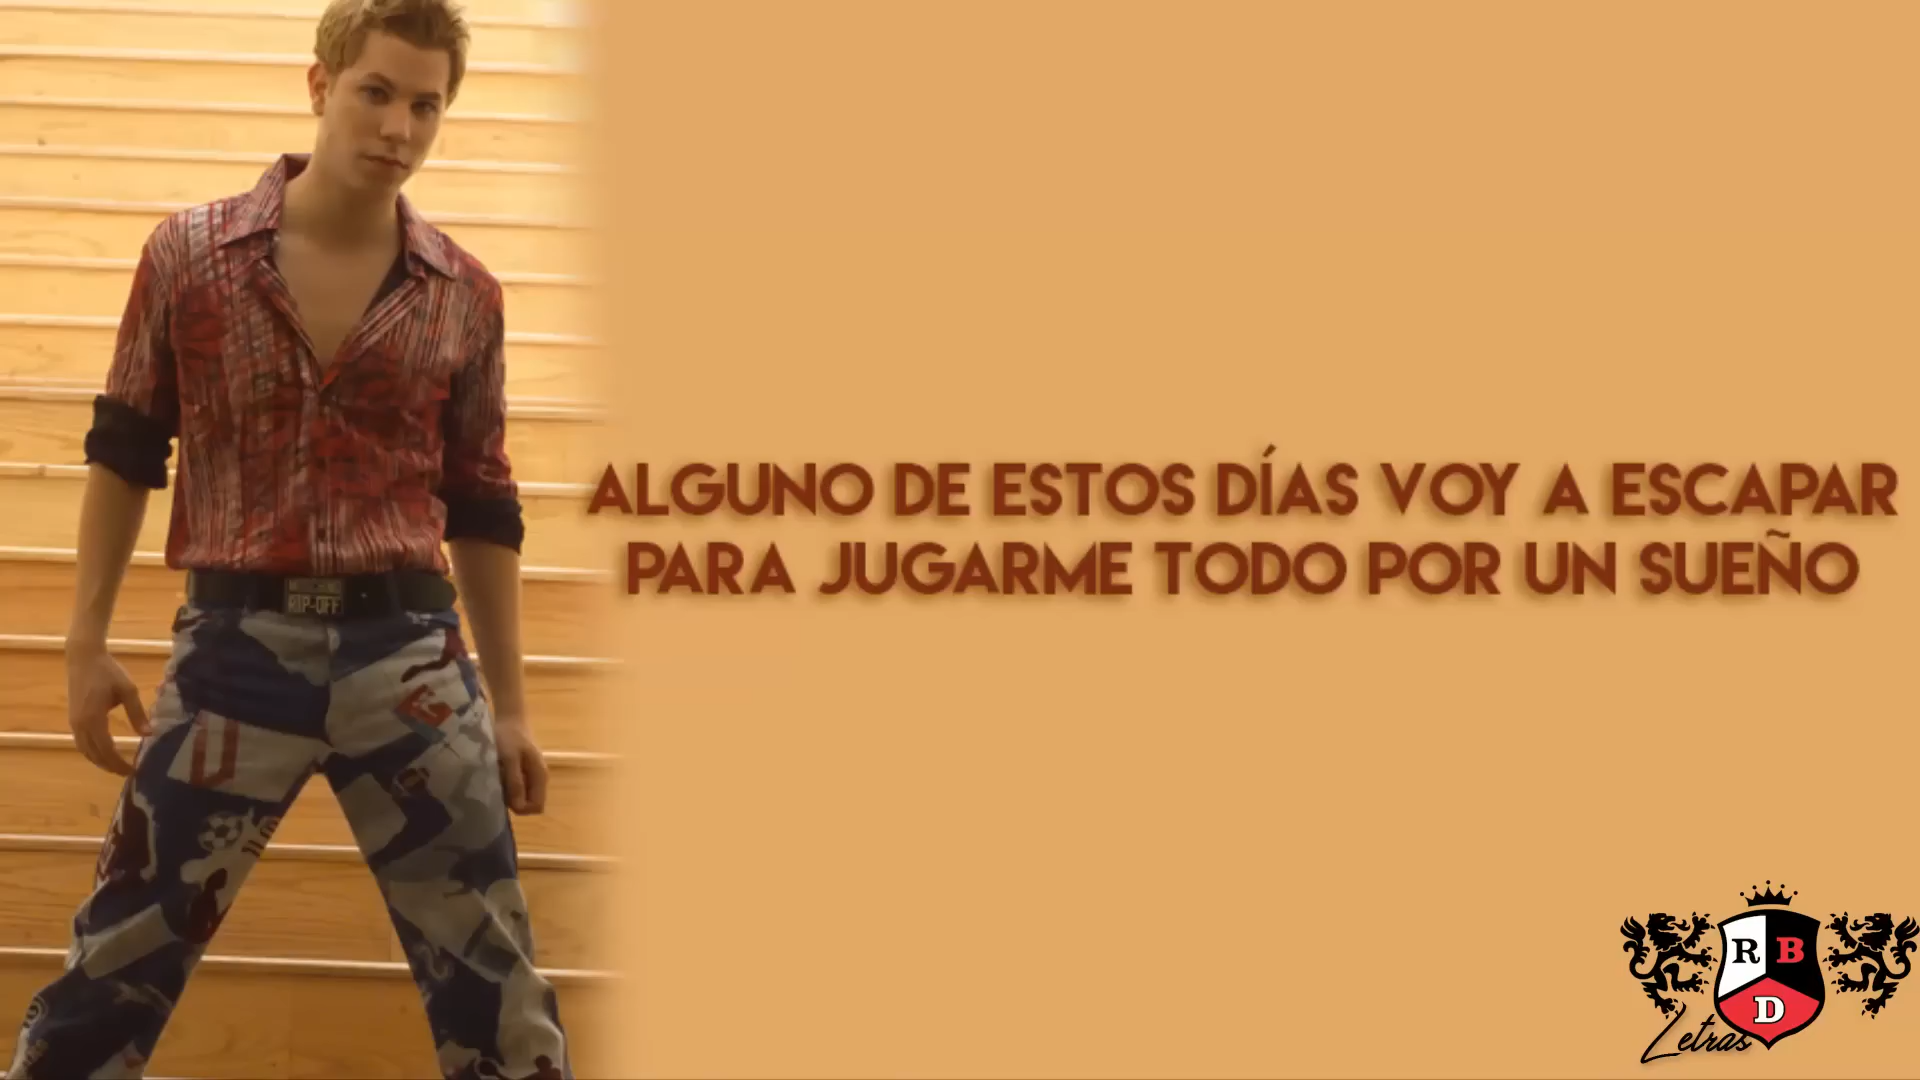 ALGUNO DE ESTOS DÍAS VOY A ESCAPAR
PARA JUGARME TODO POR UN SUEÑO
RIP-OFF
U
R B
D
Letras